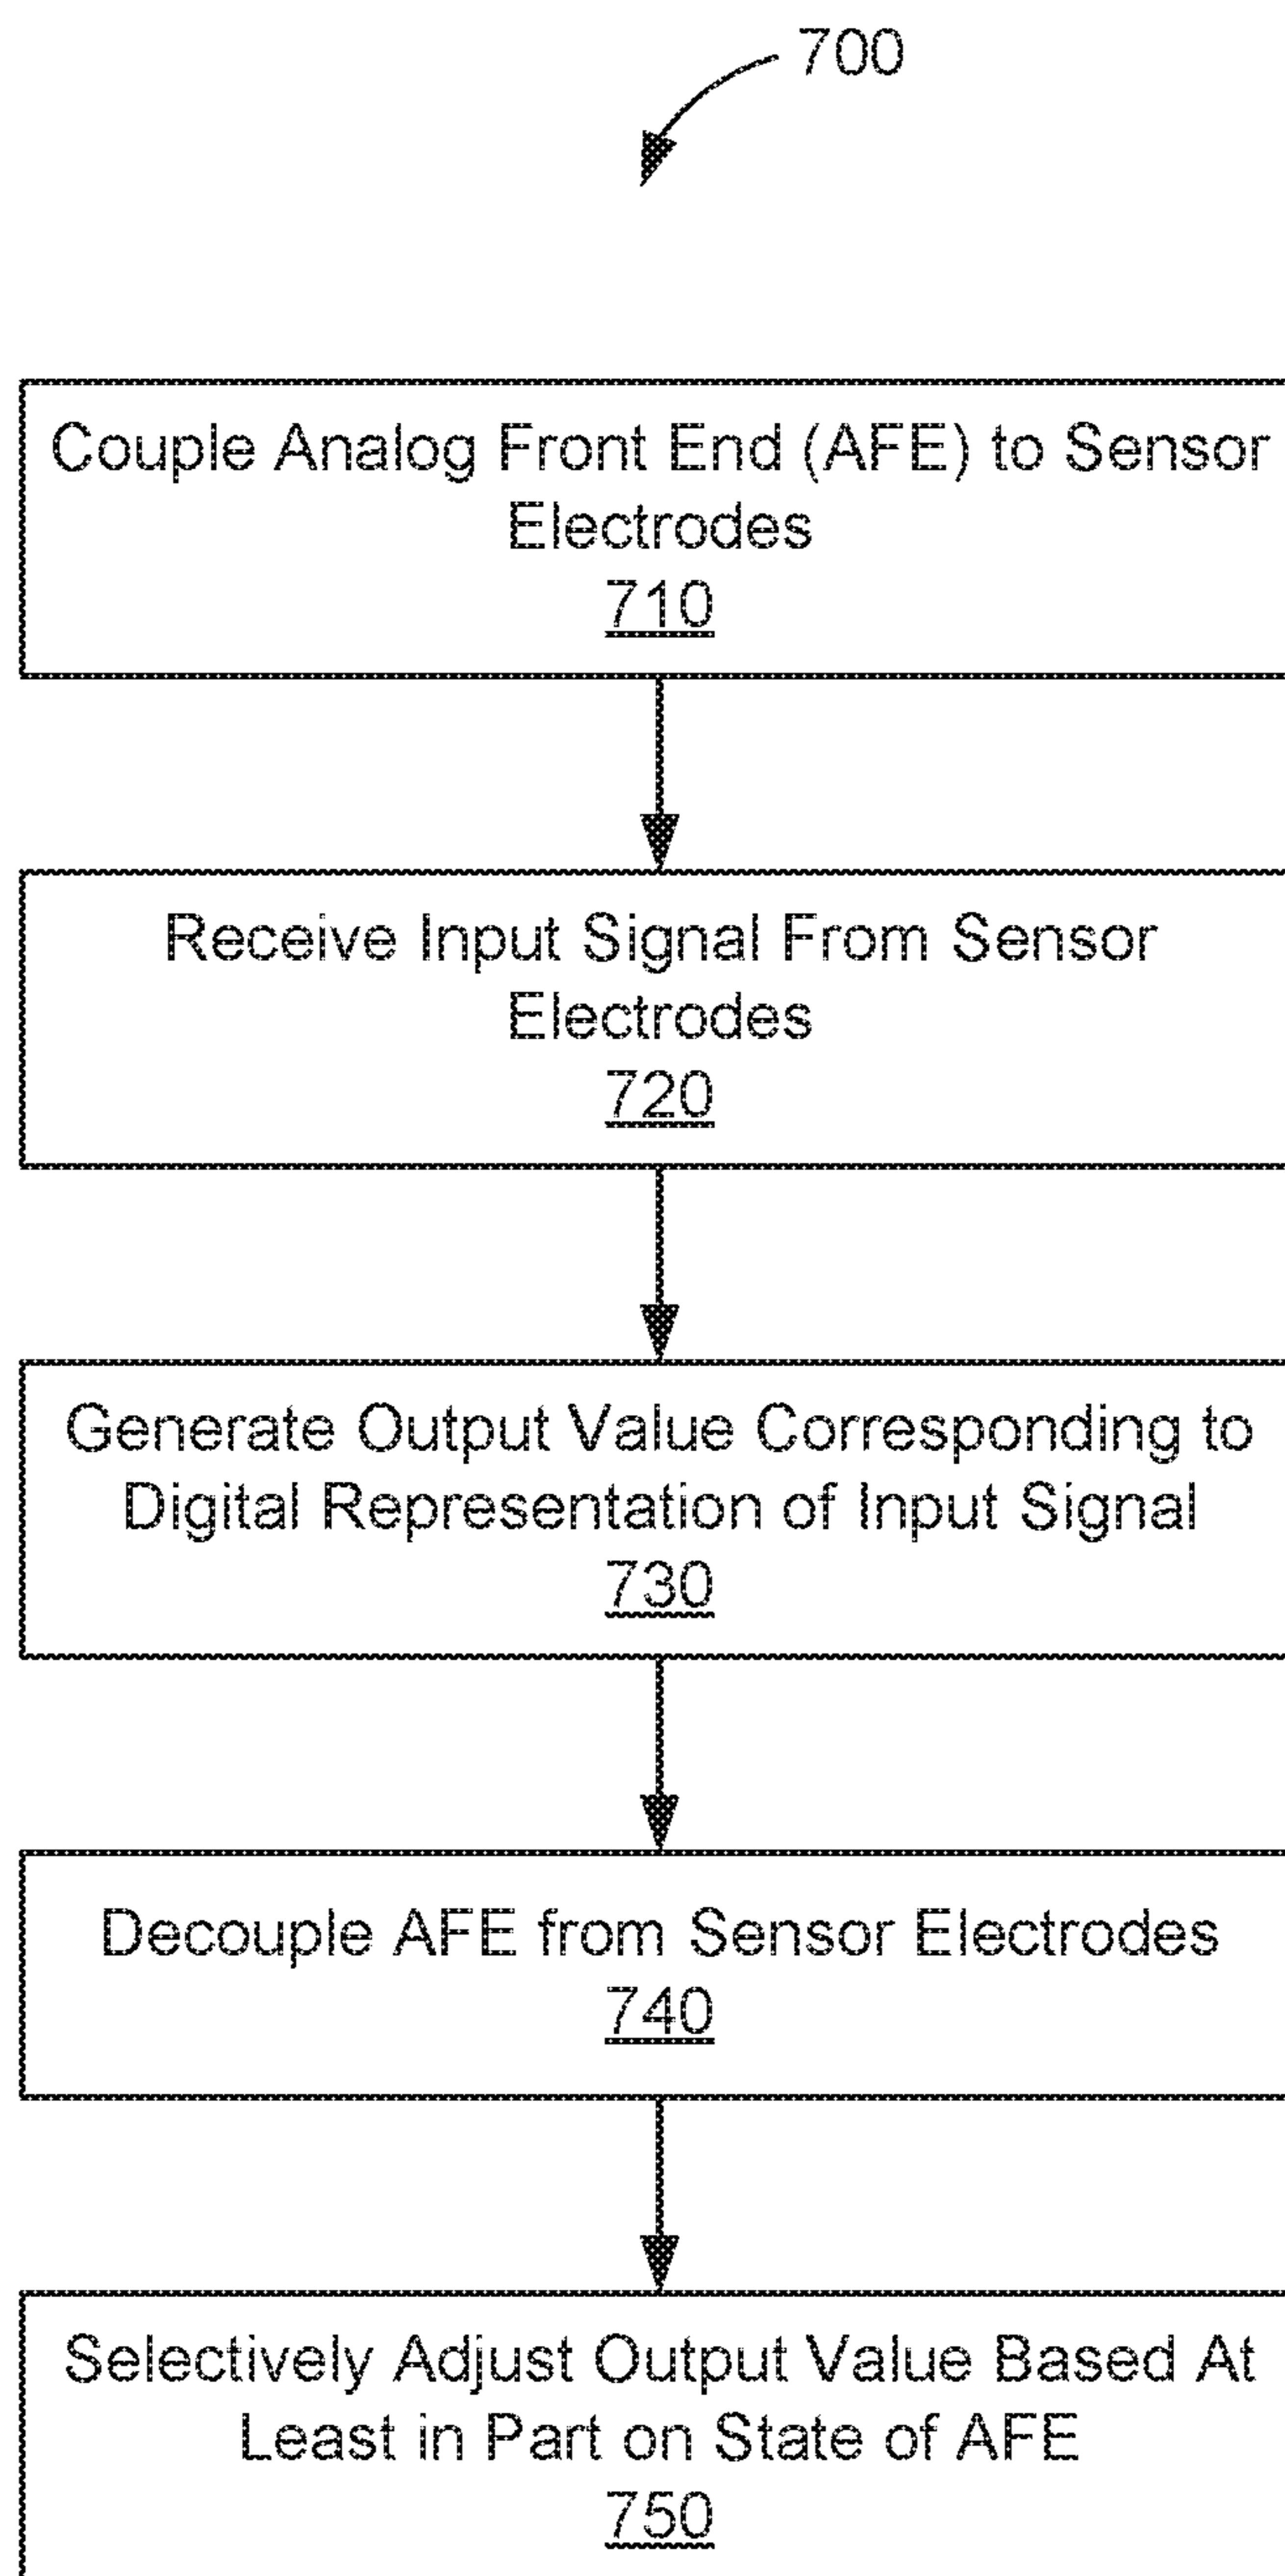 700
Couple Analog Front End (AFE) to Sensor
Electrodes
710
Receive Input Signal From Sensor
Electrodes
720
Generate Output Value Corresponding to
Digital Representation of Input Signal
730
Decouple AFE from Sensor Electrodes
740
Selectively Adjust Output Value Based At
Least in Part on State of AFE
750